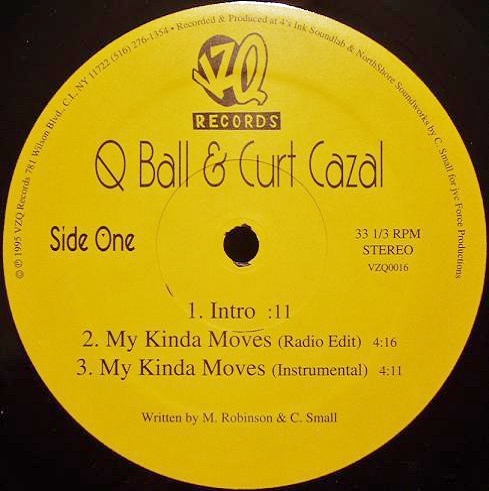 ℗ © 1995 VZQ Records 781 Wilson Blvd., C.I., NY 11722 (516) 276-1354 • Recorded & Produced at 4's Ink Soundlab & NorthShore Soundworks by C. Small for jvc Force Productions
VZQ
RECORDS
Q Ball & Curt Cazal
Side One
33 1/3 RPM
STEREO
VZQ0016
1. Intro :11
2. My Kinda Moves (Radio Edit) 4:16
3. My Kinda Moves (Instrumental) 4:11
Written by M. Robinson & C. Small